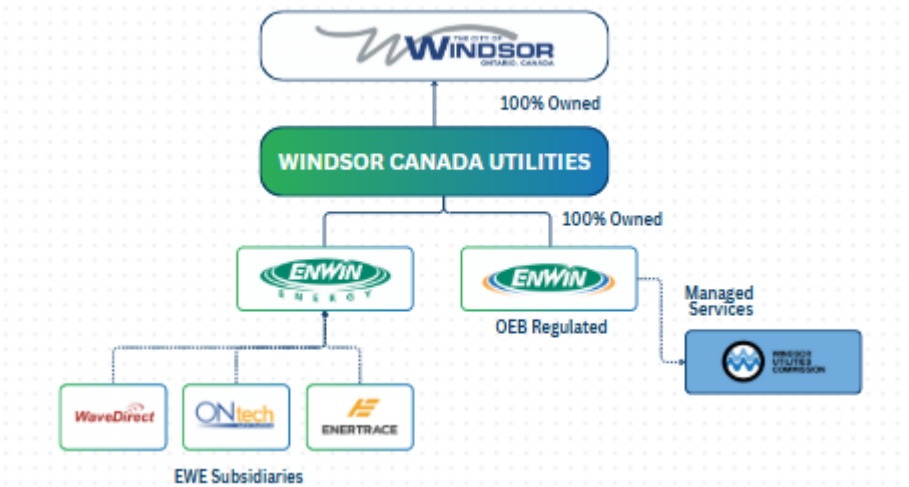 THE CITY OF
WINDSOR
ONTARIO, CANADA
100% Owned
WINDSOR CANADA UTILITIES
100% Owned
ENWIN
ENERGY
ENWIN
OEB Regulated
Managed
Services
WINDSOR
UTILITIES
COMMISSION
WaveDirect
ONtech
ENERTRACE
EWE Subsidiaries